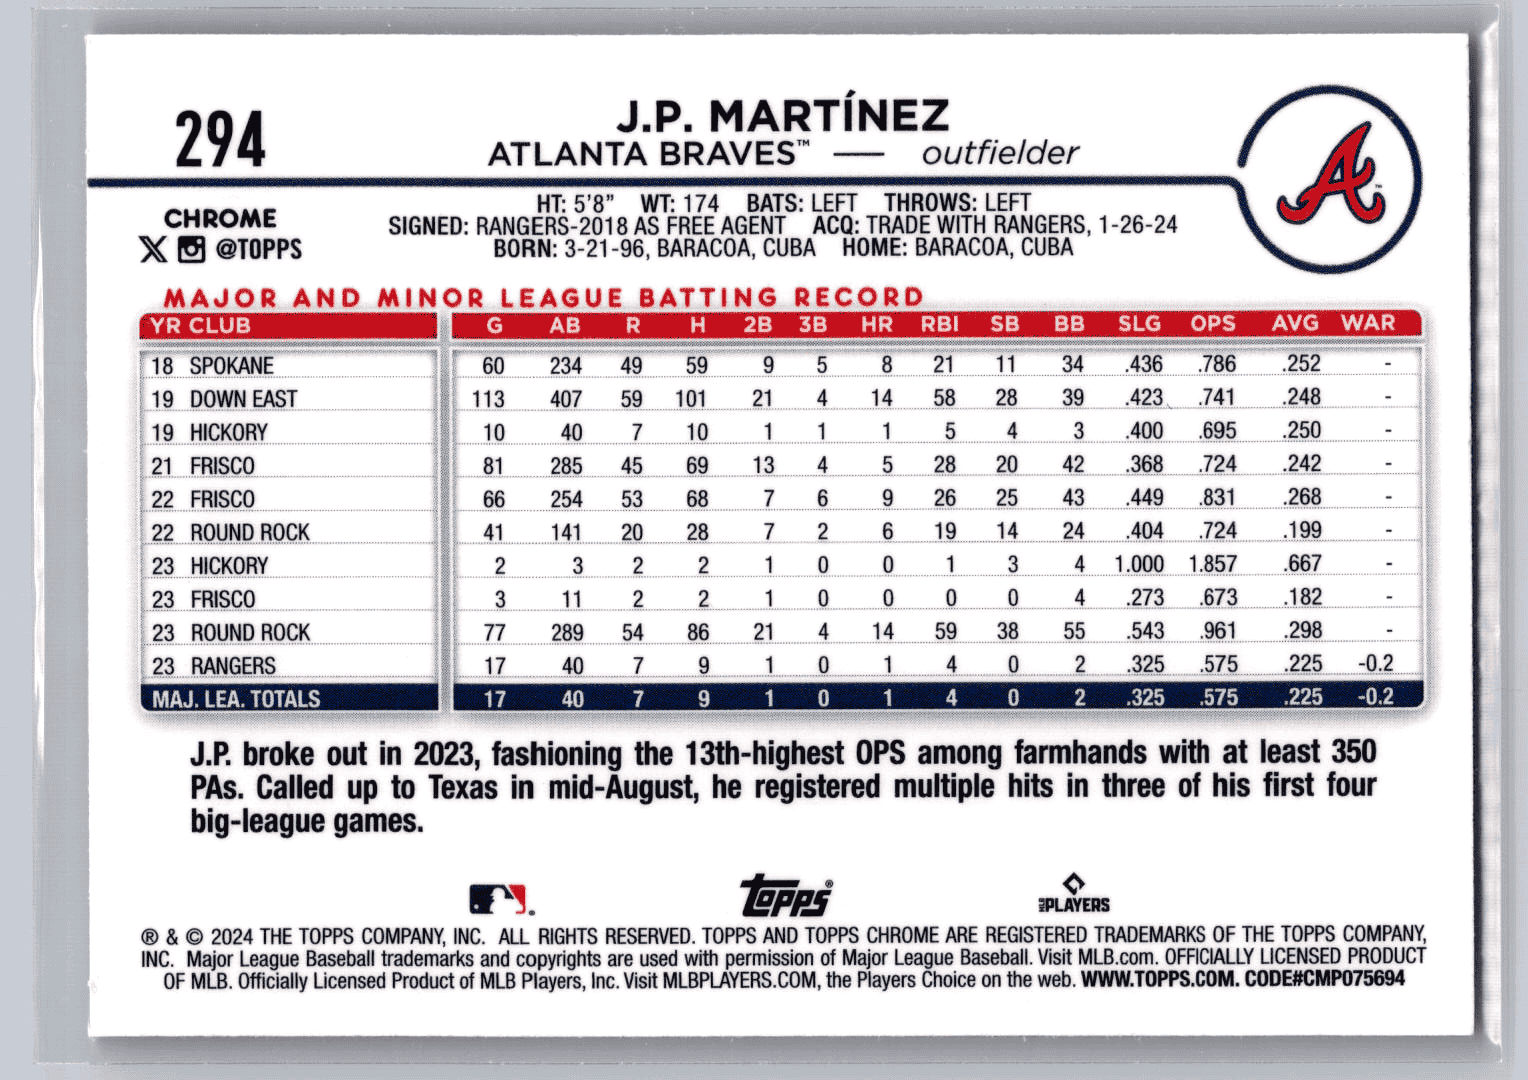 294
J.P. MARTÍNEZ
ATLANTA BRAVES™ — outfielder
A™
CHROME
@TOPPS
HT: 5'8" WT: 174 BATS: LEFT THROWS: LEFT
SIGNED: RANGERS-2018 AS FREE AGENT ACQ: TRADE WITH RANGERS, 1-26-24
BORN: 3-21-96, BARACOA, CUBA HOME: BARACOA, CUBA
MAJOR AND MINOR LEAGUE BATTING RECORD
YR CLUB G AB R H 2B 3B HR RBI SB BB SLG OPS AVG WAR
18 SPOKANE 60 234 49 59 9 5 8 21 11 34 .436 .786 .252 -
19 DOWN EAST 113 407 59 101 21 4 14 58 28 39 .423 .741 .248 -
19 HICKORY 10 40 7 10 1 1 1 5 4 3 .400 .695 .250 -
21 FRISCO 81 285 45 69 13 4 5 28 20 42 .368 .724 .242 -
22 FRISCO 66 254 53 68 7 6 9 26 25 43 .449 .831 .268 -
22 ROUND ROCK 41 141 20 28 7 2 6 19 14 24 .404 .724 .199 -
23 HICKORY 2 3 2 2 1 0 0 1 3 4 1.000 1.857 .667 -
23 FRISCO 3 11 2 2 1 0 0 0 0 4 .273 .673 .182 -
23 ROUND ROCK 77 289 54 86 21 4 14 59 38 55 .543 .961 .298 -
23 RANGERS 17 40 7 9 1 0 1 4 0 2 .325 .575 .225 -0.2
MAJ. LEA. TOTALS 17 40 7 9 1 0 1 4 0 2 .325 .575 .225 -0.2
J.P. broke out in 2023, fashioning the 13th-highest OPS among farmhands with at least 350
PAs. Called up to Texas in mid-August, he registered multiple hits in three of his first four
big-league games.
Topps® MLB PLAYERS
® & © 2024 THE TOPPS COMPANY, INC. ALL RIGHTS RESERVED. TOPPS AND TOPPS CHROME ARE REGISTERED TRADEMARKS OF THE TOPPS COMPANY,
INC. Major League Baseball trademarks and copyrights are used with permission of Major League Baseball. Visit MLB.com. OFFICIALLY LICENSED PRODUCT
OF MLB. Officially Licensed Product of MLB Players, Inc. Visit MLBPLAYERS.COM, the Players Choice on the web. WWW.TOPPS.COM. CODE#CMP075694